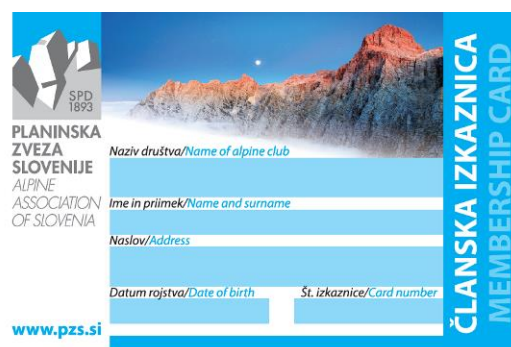 SPD
1893
PLANINSKA
ZVEZA
SLOVENIJE
ALPINE
ASSOCIATION
OF SLOVENIA
www.pzs.si
Naziv društva/Name of alpine club
Ime in priimek/Name and surname
Naslov/Address
Datum rojstva/Date of birth
Št. izkaznice/Card number
ČLANSKA IZKAZNICA
MEMBERSHIP CARD